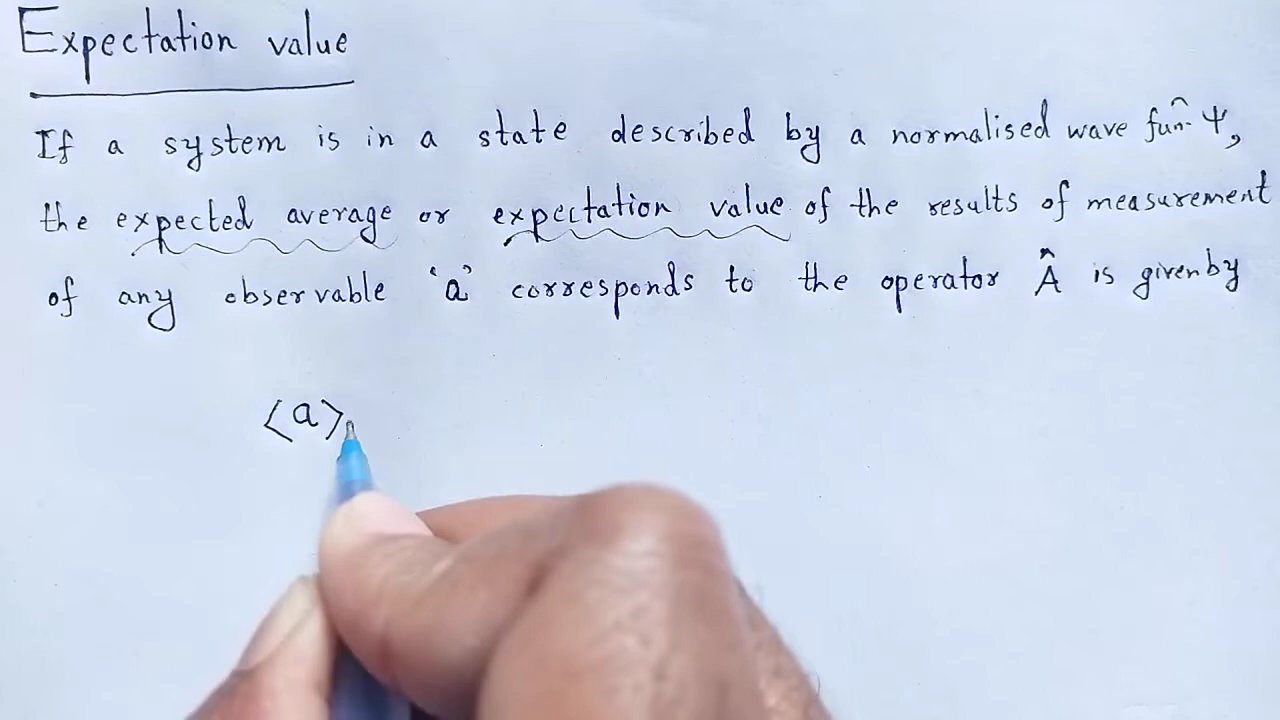 Expectation value
If a system is in a state described by a normalised wave fun^n. Ψ,
the expected average or expectation value of the results of measurement
of any observable 'a' corresponds to the operator Â is given by
<a>